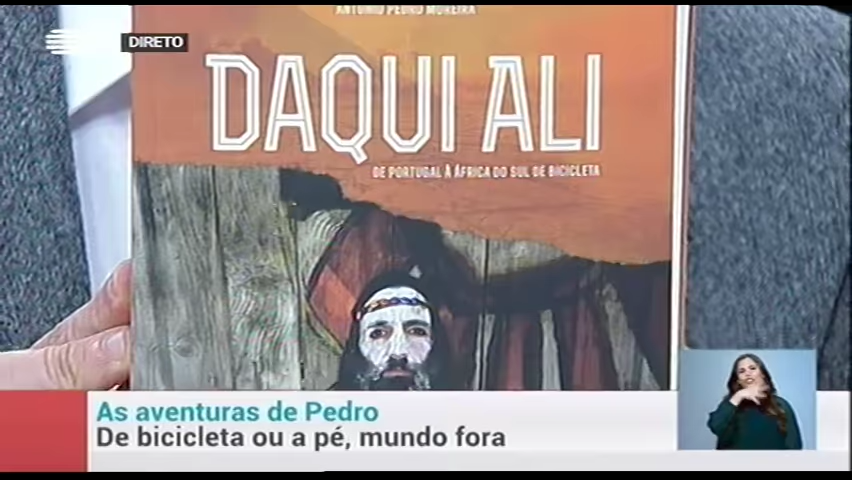 ANTÓNIO PEDRO MOREIRA
DIRETO
DAQUI ALI
DE PORTUGAL À ÁFRICA DO SUL DE BICICLETA
As aventuras de Pedro
De bicicleta ou a pé, mundo fora